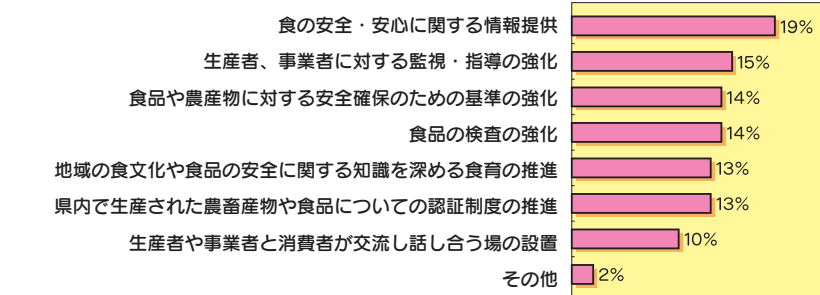 食の安全・安心に関する情報提供 19%
生産者、事業者に対する監視・指導の強化 15%
食品や農産物に対する安全確保のための基準の強化 14%
食品の検査の強化 14%
地域の食文化や食品の安全に関する知識を深める食育の推進 13%
県内で生産された農畜産物や食品についての認証制度の推進 13%
生産者や事業者と消費者が交流し話し合う場の設置 10%
その他 2%